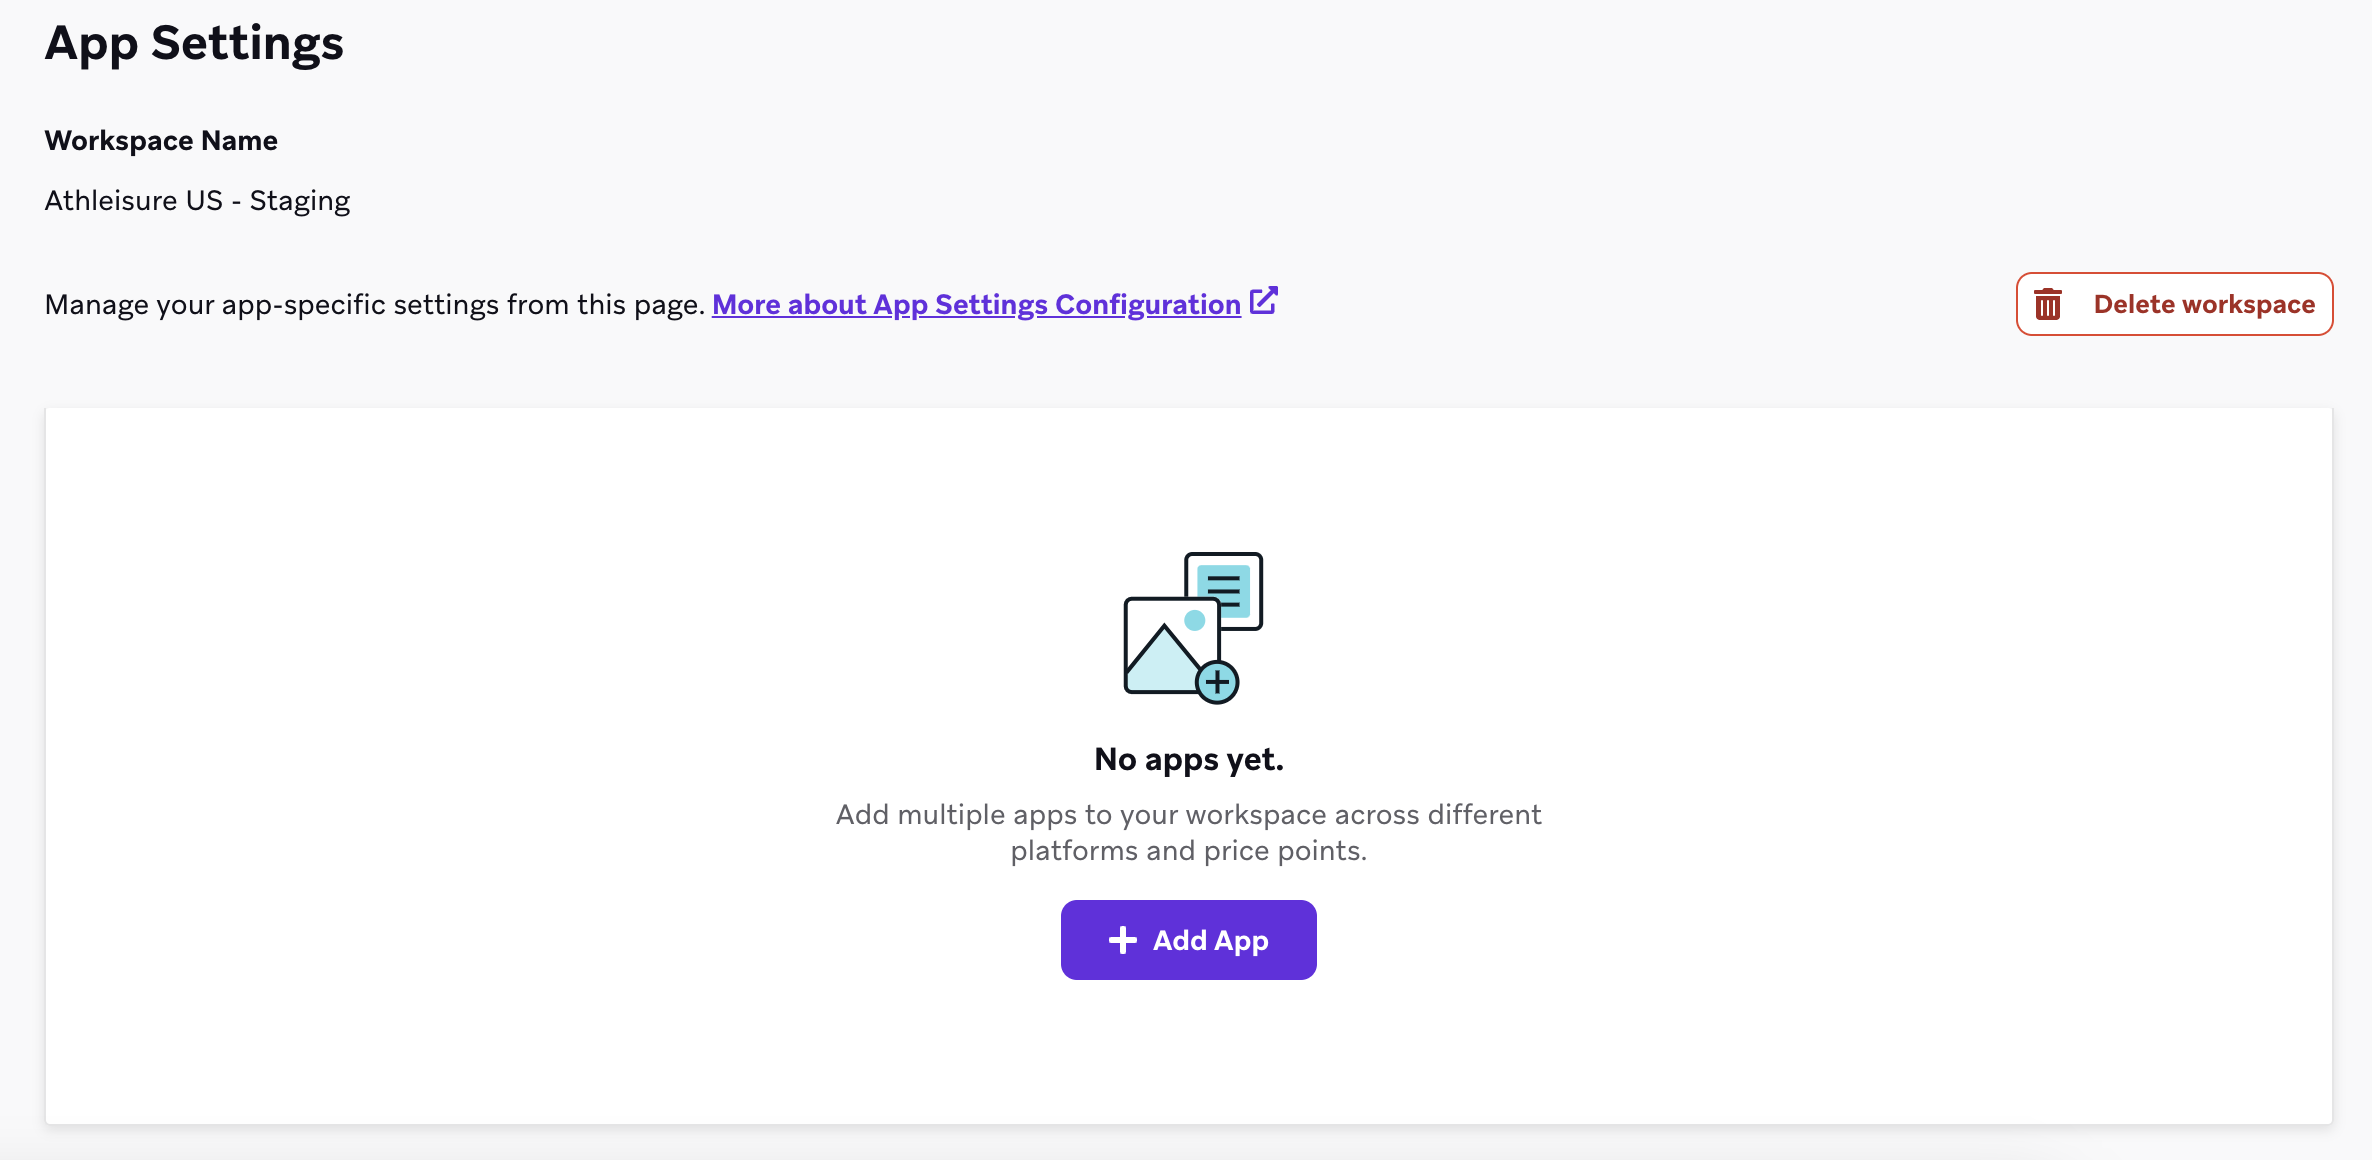 App Settings
Workspace Name
Athleisure US - Staging
Manage your app-specific settings from this page. More about App Settings Configuration
Delete workspace
No apps yet.
Add multiple apps to your workspace across different
platforms and price points.
Add App